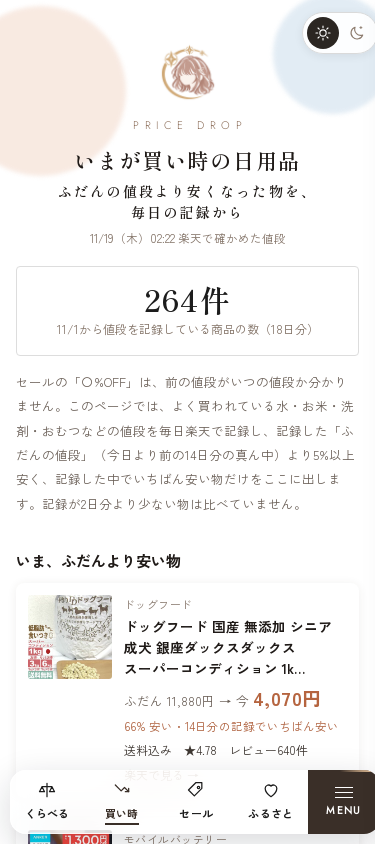 PRICE DROP
いまが買い時の日用品
ふだんの値段より安くなった物を、
毎日の記録から
11/19（木）02:22 楽天で確かめた値段
264件
11/1から値段を記録している商品の数（18日分）
セールの「○%OFF」は、前の値段がいつの値段か分かり
ません。このページでは、よく買われている水・お米・洗
剤・おむつなどの値段を毎日楽天で記録し、記録した「ふ
だんの値段」（今日より前の14日分の真ん中）より5%以上
安く、記録した中でいちばん安い物だけをここに出しま
す。記録が2日分より少ない物は比べていません。
いま、ふだんより安い物
ドッグフード
ドッグフード 国産 無添加 シニア
成犬 銀座ダックスダックス
スーパーコンディション 1k...
ふだん 11,880円 → 今 4,070円
66% 安い・14日分の記録でいちばん安い
送料込み ★4.78 レビュー640件
楽天で見る →
くらべる 買い時 セール ふるさと MENU
1,300円
モバイルバッテリー